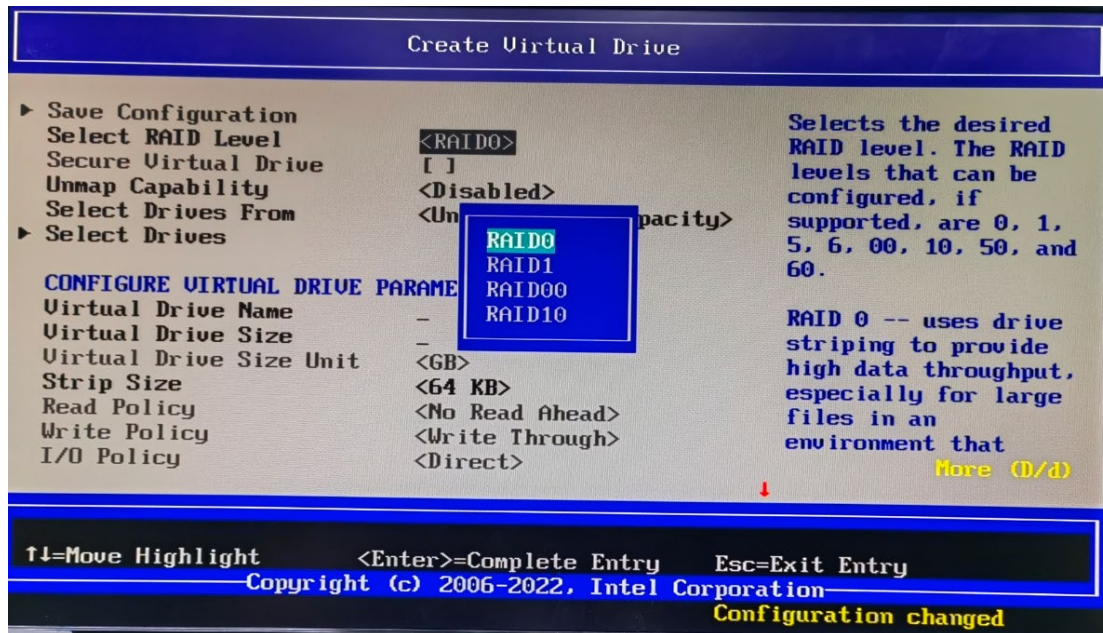 Create Virtual Drive
Save Configuration
Select RAID Level <RAID0>
Secure Virtual Drive [ ]
Unmap Capability <Disabled>
Select Drives From <Un pacity>
Select Drives
CONFIGURE VIRTUAL DRIVE PARAME
Virtual Drive Name _
Virtual Drive Size _
Virtual Drive Size Unit <GB>
Strip Size <64 KB>
Read Policy <No Read Ahead>
Write Policy <Write Through>
I/O Policy <Direct>
RAID0
RAID1
RAID00
RAID10
Selects the desired
RAID level. The RAID
levels that can be
configured, if
supported, are 0, 1,
5, 6, 00, 10, 50, and
60.
RAID 0 -- uses drive
striping to provide
high data throughput,
especially for large
files in an
environment that
More (D/d)
↑↓=Move Highlight <Enter>=Complete Entry Esc=Exit Entry
Copyright (c) 2006-2022, Intel Corporation
Configuration changed